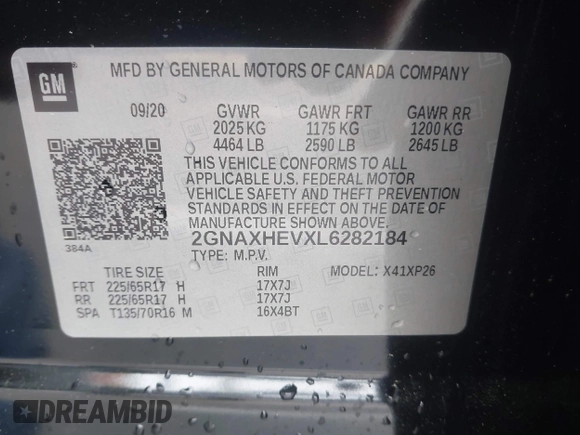 GM
MFD BY GENERAL MOTORS OF CANADA COMPANY
09/20 GVWR GAWR FRT GAWR RR
2025 KG 1175 KG 1200 KG
4464 LB 2590 LB 2645 LB
THIS VEHICLE CONFORMS TO ALL
APPLICABLE U.S. FEDERAL MOTOR
VEHICLE SAFETY AND THEFT PREVENTION
STANDARDS IN EFFECT ON THE DATE OF
MANUFACTURE SHOWN ABOVE.
384A 2GNAXHEVXL6282184
TYPE: M.P.V.
TIRE SIZE RIM MODEL: X41XP26
FRT 225/65R17 H 17X7J
RR 225/65R17 H 17X7J
SPA T135/70R16 M 16X4BT
DREAMBID